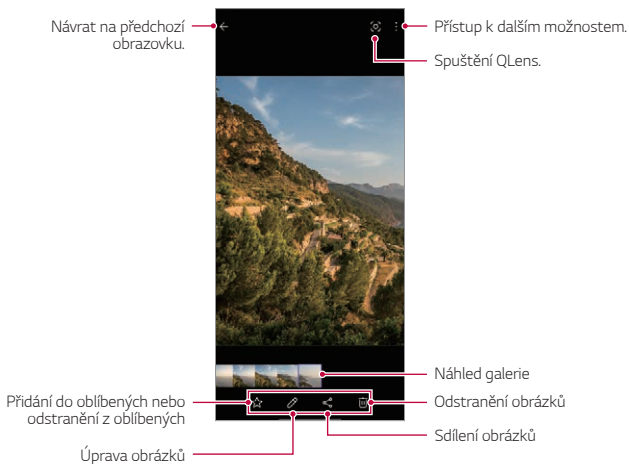 Návrat na předchozí
obrazovku.
Přístup k dalším možnostem.
Spuštění QLens.
Náhled galerie
Přidání do oblíbených nebo
odstranění z oblíbených
Odstranění obrázků
Sdílení obrázků
Úprava obrázků